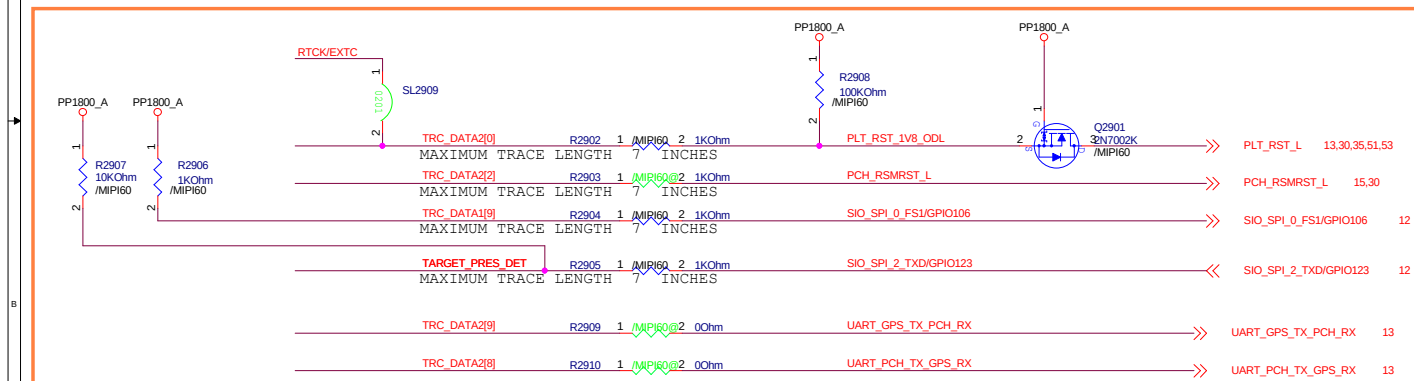 PP1800_A PP1800_A
RTCK/EXTC
1 1
R2908
SL2909 100KOhm
0201 /MIPI60 1
PP1800_A PP1800_A
2 2 G Q2901
TRC_DATA2[0] R2902 1 /MIPI60 2 1KOhm PLT_RST_1V8_ODL 2 3 2N7002K PLT_RST_L 13,30,35,51,53
1 1 MAXIMUM TRACE LENGTH 7 INCHES S D /MIPI60
R2907 R2906
10KOhm 1KOhm
/MIPI60 /MIPI60
TRC_DATA2[2] R2903 1 /MIPI60@ 2 1KOhm PCH_RSMRST_L PCH_RSMRST_L 15,30
MAXIMUM TRACE LENGTH 7 INCHES
2 2
TRC_DATA1[9] R2904 1 /MIPI60 2 1KOhm SIO_SPI_0_FS1/GPIO106 SIO_SPI_0_FS1/GPIO106 12
MAXIMUM TRACE LENGTH 7 INCHES
TARGET_PRES_DET R2905 1 /MIPI60 2 1KOhm SIO_SPI_2_TXD/GPIO123 SIO_SPI_2_TXD/GPIO123 12
MAXIMUM TRACE LENGTH 7 INCHES
B
TRC_DATA2[9] R2909 1 /MIPI60@ 2 0Ohm UART_GPS_TX_PCH_RX UART_GPS_TX_PCH_RX 13
TRC_DATA2[8] R2910 1 /MIPI60@ 2 0Ohm UART_PCH_TX_GPS_RX UART_PCH_TX_GPS_RX 13